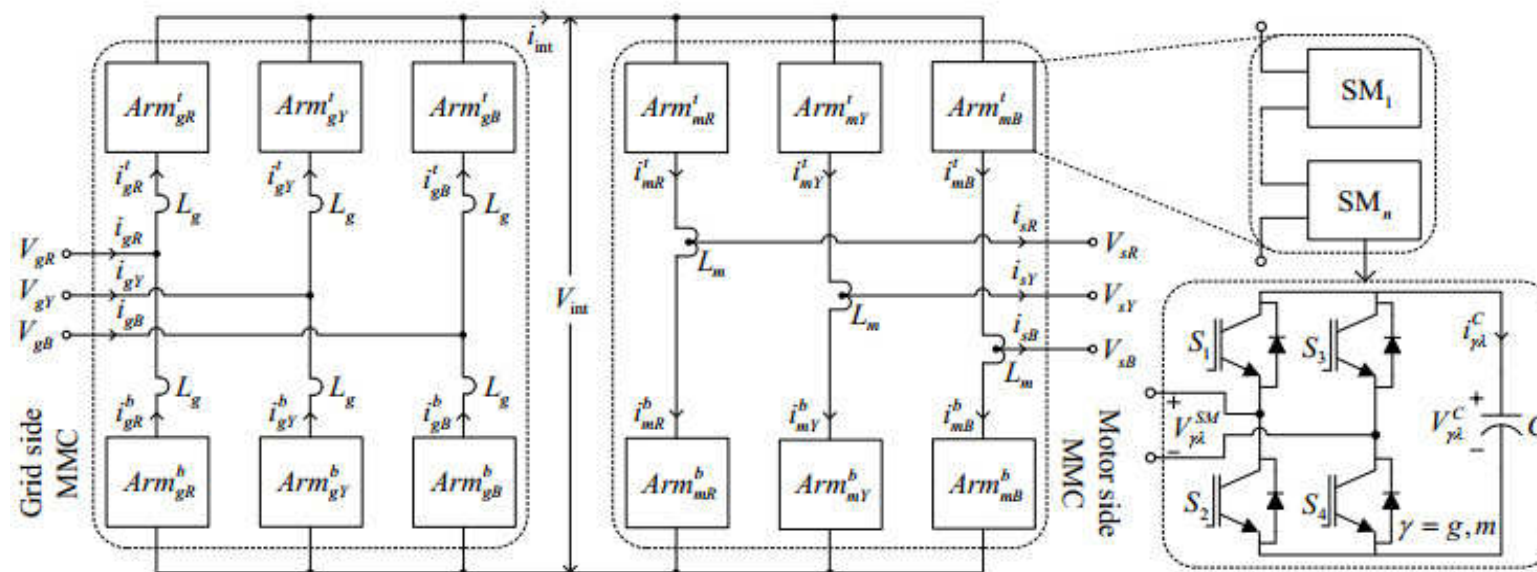 i_int
Arm^t_gR Arm^t_gY Arm^t_gB Arm^t_mR Arm^t_mY Arm^t_mB SM_1
i^t_gR i^t_gY i^t_gB i^t_mR i^t_mY i^t_mB
L_g L_g L_g SM_n
V_gR i_gR L_m i_sR V_sR
V_gY i_gY V_int L_m i_sY V_sY
V_gB i_gB L_m i_sB V_sB
L_g L_g L_g
i^b_gR i^b_gY i^b_gB i^b_mR i^b_mY i^b_mB
Arm^b_gR Arm^b_gY Arm^b_gB Arm^b_mR Arm^b_mY Arm^b_mB
Grid side
MMC
Motor side
MMC
S_1 S_3 i^C_γλ
+ V^SM_γλ − + V^C_γλ − C
S_2 S_4
γ = g, m